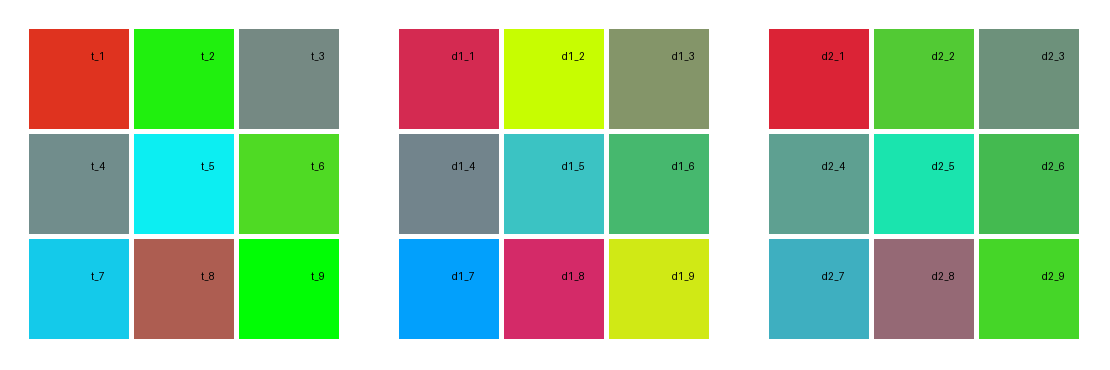 t_1 t_2 t_3 d1_1 d1_2 d1_3 d2_1 d2_2 d2_3
t_4 t_5 t_6 d1_4 d1_5 d1_6 d2_4 d2_5 d2_6
t_7 t_8 t_9 d1_7 d1_8 d1_9 d2_7 d2_8 d2_9